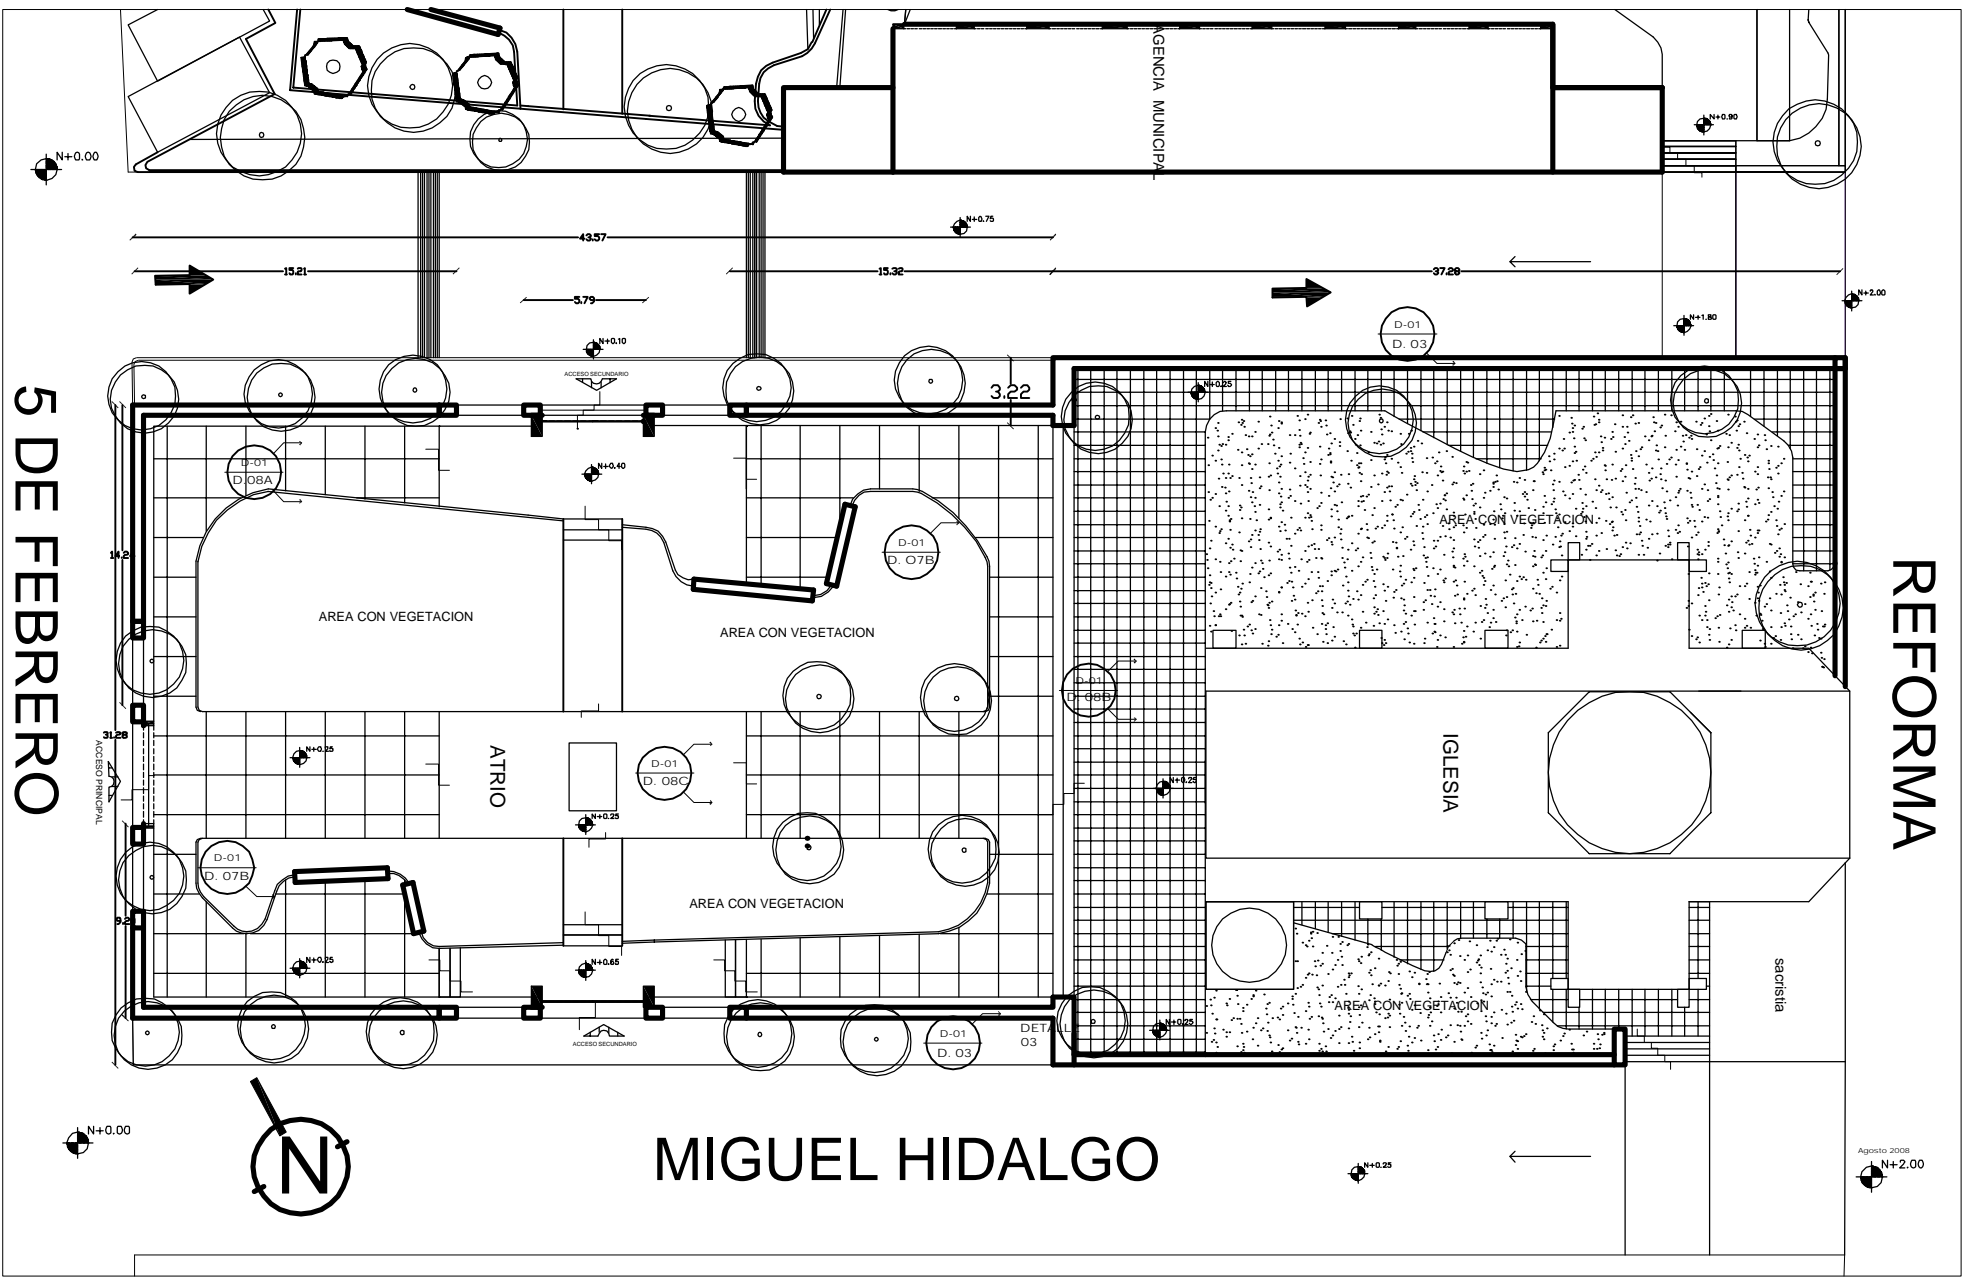 AGENCIA MUNICIPAL
N+0.00
N+0.90
N+0.75
43.57
15.21
15.32
37.28
5.79
N+2.00
N+1.80
D-01
D. 03
N+0.10
ACCESO SECUNDARIO
3.22
N+0.25
5 DE FEBRERO
D-01
D.08A
N+0.40
AREA CON VEGETACION
D-01
D. 07B
REFORMA
AREA CON VEGETACION
AREA CON VEGETACION
D-01
D. 08B
31.28
ACCESO PRINCIPAL
N+0.25
ATRIO
D-01
D. 08C
N+0.25
IGLESIA
N+0.25
D-01
D. 07B
AREA CON VEGETACION
N+0.25
N+0.65
sacristia
AREA CON VEGETACION
ACCESO SECUNDARIO
D-01
D. 03
DETALL
03
N+0.25
N+0.00
N
MIGUEL HIDALGO
N+0.25
Agosto 2008
N+2.00